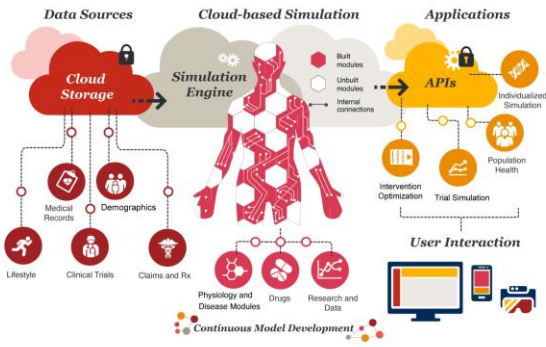 Data Sources
Cloud-based Simulation
Applications
Cloud
Storage
Simulation
Engine
Built
modules
Unbuilt
modules
Internal
connections
APIs
Individualized
Simulation
Medical
Records
Demographics
Lifestyle
Clinical Trials
Claims and Rx
Intervention
Optimization
Trial Simulation
Population
Health
Physiology and
Disease Modules
Drugs
Research and
Data
User Interaction
Continuous Model Development